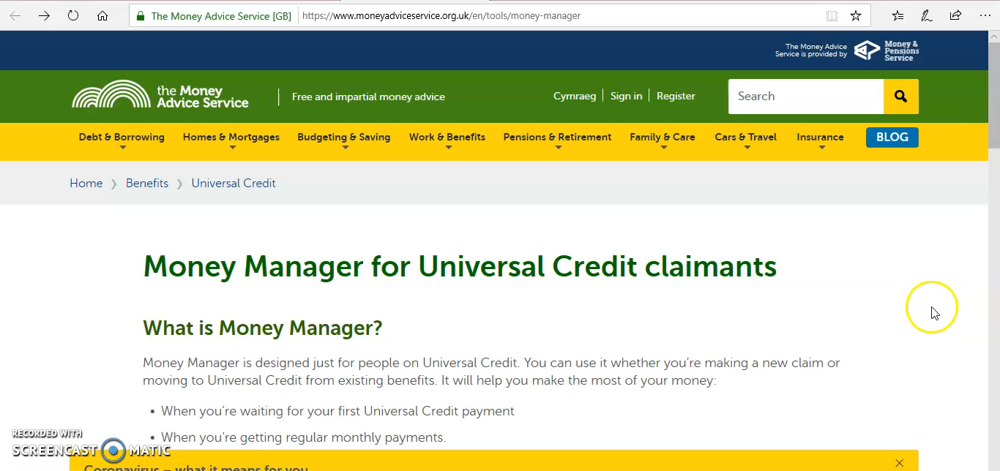 The Money Advice Service [GB] https://www.moneyadviceservice.org.uk/en/tools/money-manager
The Money Advice
Service is provided by
Money &
Pensions
Service
the Money
Advice Service
Free and impartial money advice
Cymraeg
Sign in
Register
Search
Debt & Borrowing
Homes & Mortgages
Budgeting & Saving
Work & Benefits
Pensions & Retirement
Family & Care
Cars & Travel
Insurance
BLOG
Home
Benefits
Universal Credit
Money Manager for Universal Credit claimants
What is Money Manager?
Money Manager is designed just for people on Universal Credit. You can use it whether you're making a new claim or
moving to Universal Credit from existing benefits. It will help you make the most of your money:
• When you're waiting for your first Universal Credit payment
• When you're getting regular monthly payments.
RECORDED WITH
SCREENCAST MATIC
Coronavirus – what it means for you